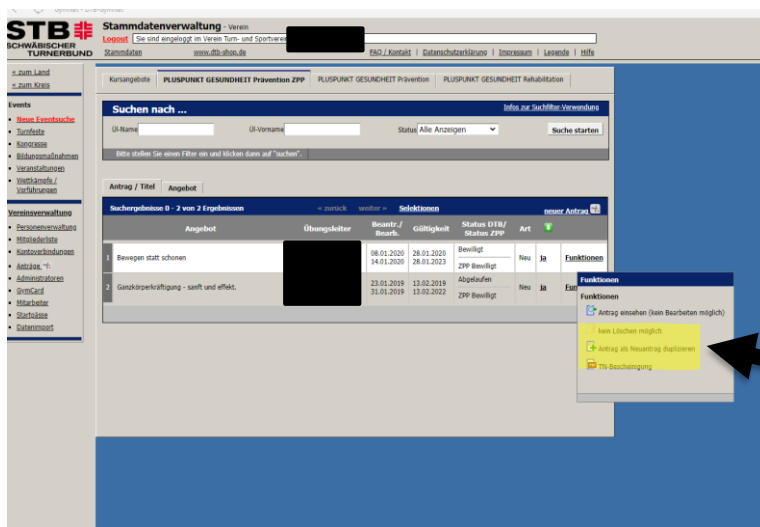 STB
SCHWÄBISCHER
TURNERBUND
Stammdatenverwaltung - Verein
Logout Sie sind eingeloggt im Verein Turn- und Sportverein
Stammdaten www.dtb-shop.de FAQ / Kontakt | Datenschutzerklärung | Impressum | Legende | Hilfe
« zum Land
« zum Kreis
Events
Neue Eventsuche
Turnfeste
Kongresse
Bildungsmaßnahmen
Veranstaltungen
Wettkämpfe /
Vorführungen
Vereinsverwaltung
Personenverwaltung
Mitgliederliste
Kontoverbindungen
Anträge
Administratoren
GymCard
Mitarbeiter
Startpässe
Datenimport
Kursangebote PLUSPUNKT GESUNDHEIT Prävention ZPP PLUSPUNKT GESUNDHEIT Prävention PLUSPUNKT GESUNDHEIT Rehabilitation
Suchen nach ... Infos zur Suchfilter-Verwendung
Ül-Name Ül-Vorname Status Alle Anzeigen Suche starten
Bitte stellen Sie einen Filter ein und klicken dann auf "suchen".
Antrag / Titel Angebot
Suchergebnisse 0 - 2 von 2 Ergebnissen « zurück weiter » Selektionen neuer Antrag
Angebot Übungsleiter Beantr./ Bearb. Gültigkeit Status DTB/ Status ZPP Art
1 Bewegen statt schonen 08.01.2020 14.01.2020 28.01.2020 28.01.2023 Bewilligt ZPP Bewilligt Neu Ja Funktionen
2 Ganzkörperkräftigung - sanft und effekt. 23.01.2019 31.01.2019 13.02.2019 13.02.2022 Abgelaufen ZPP Bewilligt Neu Ja
Funktionen
Funktionen
Antrag einsehen (kein Bearbeiten möglich)
kein Löschen möglich
Antrag als Neuantrag duplizieren
TN-Bescheinigung